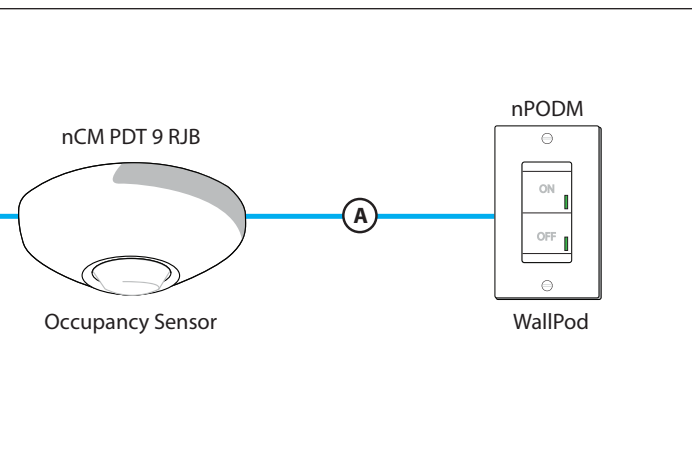 nPODM
nCM PDT 9 RJB
ON
A
OFF
Occupancy Sensor
WallPod